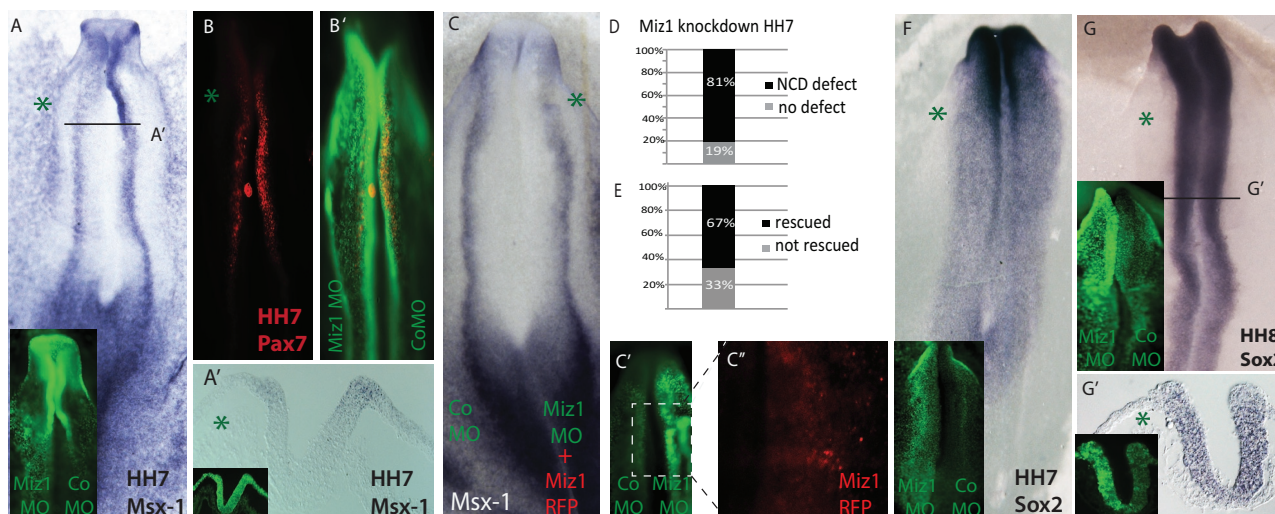 A
*
A'
Miz1
MO
Co
MO
HH7
Msx-1
B
*
HH7
Pax7
B'
Miz1 MO
CoMO
A'
*
HH7
Msx-1
C
*
Co
MO
Miz1
MO
+
Miz1
RFP
Msx-1
D
Miz1 knockdown HH7
100%
80%
60%
40%
20%
81%
19%
NCD defect
no defect
E
100%
80%
60%
40%
20%
67%
33%
rescued
not rescued
C'
Co
MO
Miz1
MO
C"
Miz1
RFP
F
*
Miz1
MO
Co
MO
HH7
Sox2
G
*
G'
Miz1
MO
Co
MO
HH8
G'
*